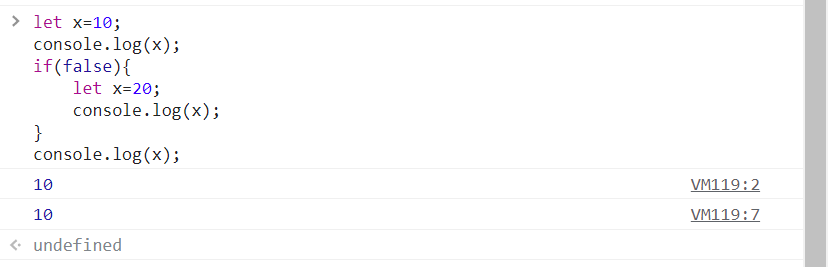 > let x=10;
console.log(x);
if(false){
    let x=20;
    console.log(x);
}
console.log(x);
10 VM119:2
10 VM119:7
<· undefined